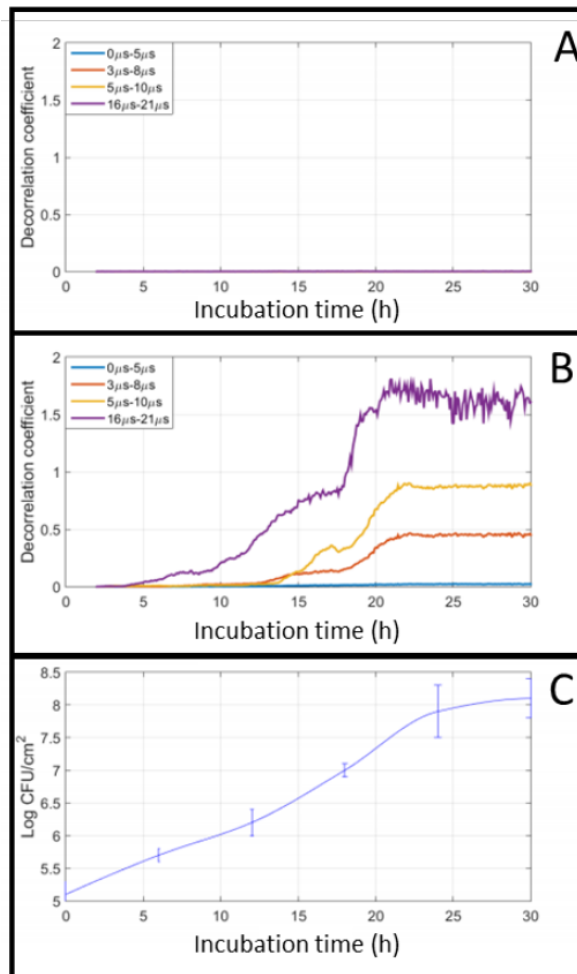 A
2
1.5
1
0.5
0
Decorrelation coefficient
0μs-5μs
3μs-8μs
5μs-10μs
16μs-21μs
0 5 10 15 20 25 30
Incubation time (h)
B
2
1.5
1
0.5
0
Decorrelation coefficient
0μs-5μs
3μs-8μs
5μs-10μs
16μs-21μs
0 5 10 15 20 25 30
Incubation time (h)
C
8.5
8
7.5
7
6.5
6
5.5
5
Log CFU/cm²
0 5 10 15 20 25 30
Incubation time (h)